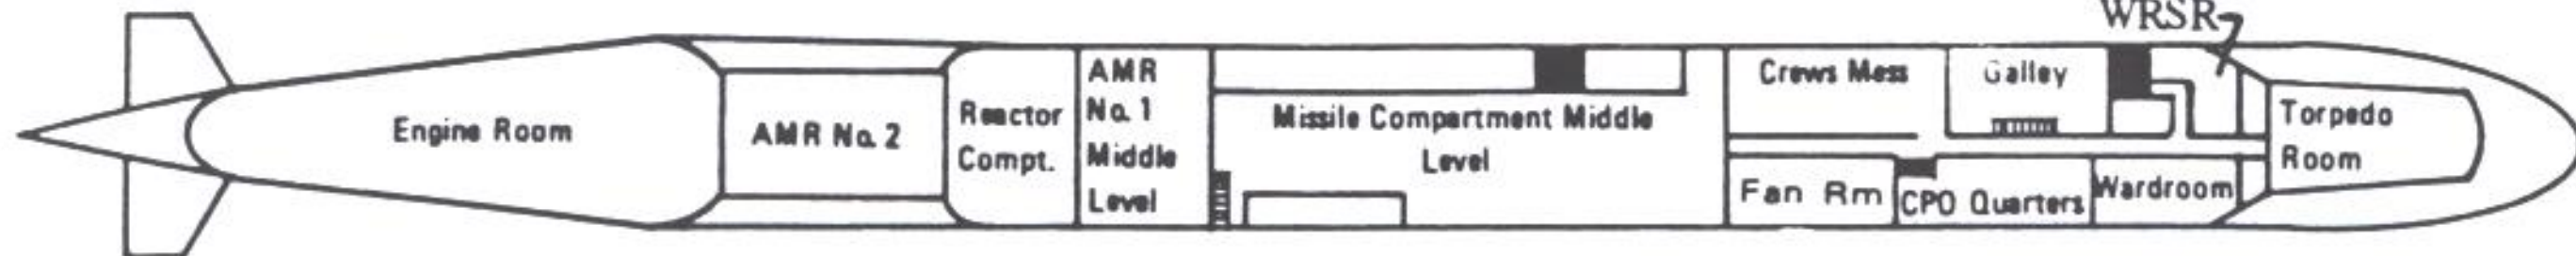 WRSR
Engine Room
AMR No. 2
Reactor
Compt.
AMR
No. 1
Middle
Level
Missile Compartment Middle
Level
Crews Mess
Galley
Fan Rm
CPO Quarters
Wardroom
Torpedo
Room